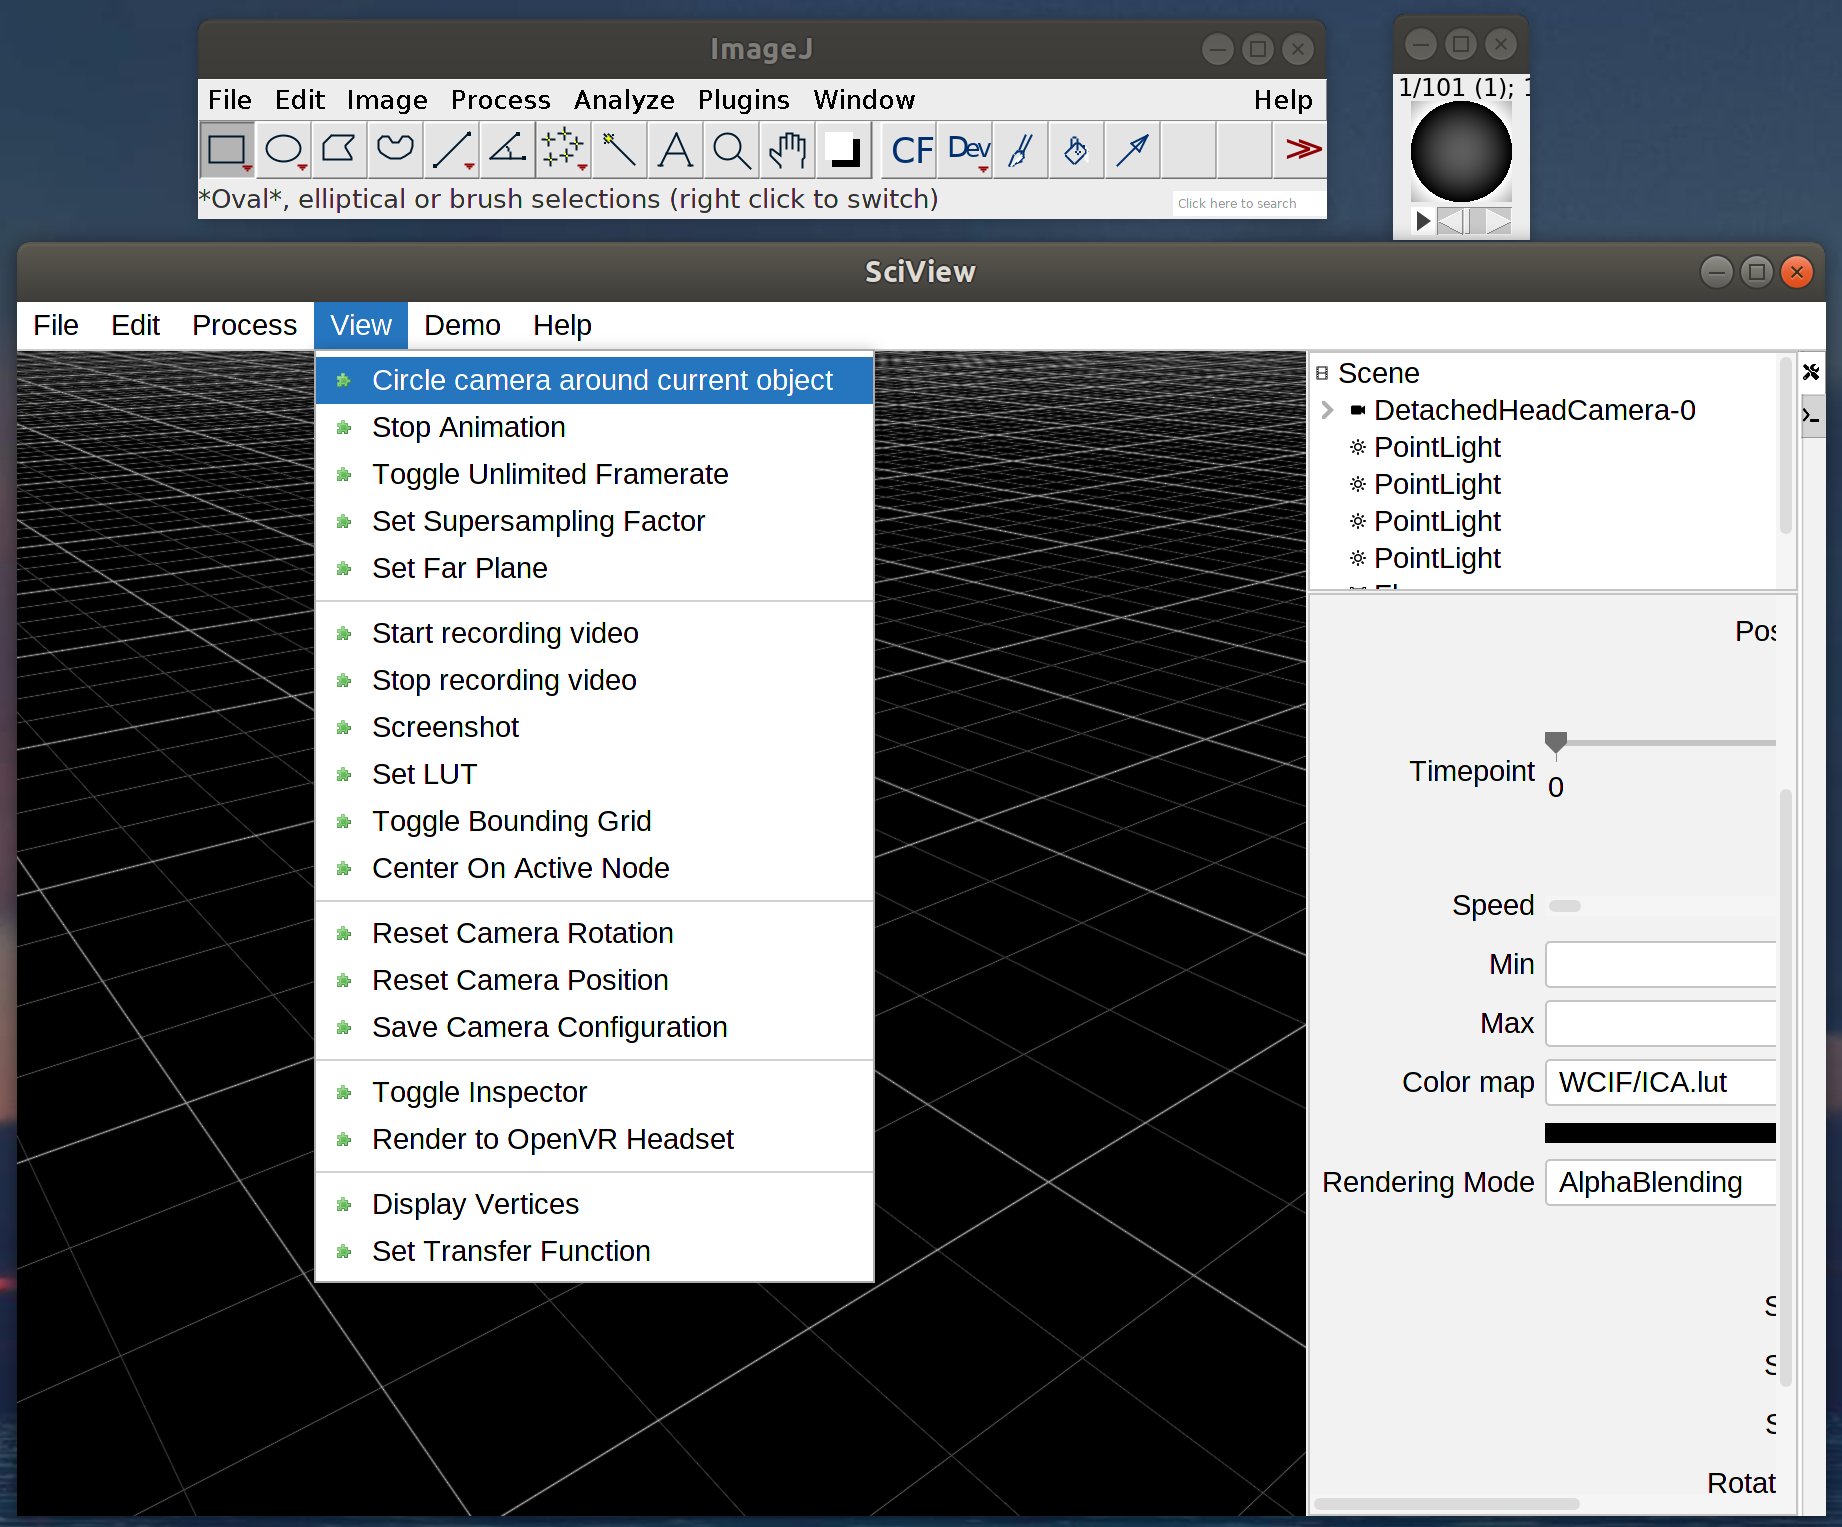 ImageJ
File Edit Image Process Analyze Plugins Window Help
CF Dev
*Oval*, elliptical or brush selections (right click to switch)
Click here to search
1/101 (1);
SciView
File Edit Process View Demo Help
Circle camera around current object
Stop Animation
Toggle Unlimited Framerate
Set Supersampling Factor
Set Far Plane
Start recording video
Stop recording video
Screenshot
Set LUT
Toggle Bounding Grid
Center On Active Node
Reset Camera Rotation
Reset Camera Position
Save Camera Configuration
Toggle Inspector
Render to OpenVR Headset
Display Vertices
Set Transfer Function
Scene
DetachedHeadCamera-0
PointLight
PointLight
PointLight
PointLight
Pos
Timepoint
0
Speed
Min
Max
Color map WCIF/ICA.lut
Rendering Mode AlphaBlending
S
S
S
Rotat